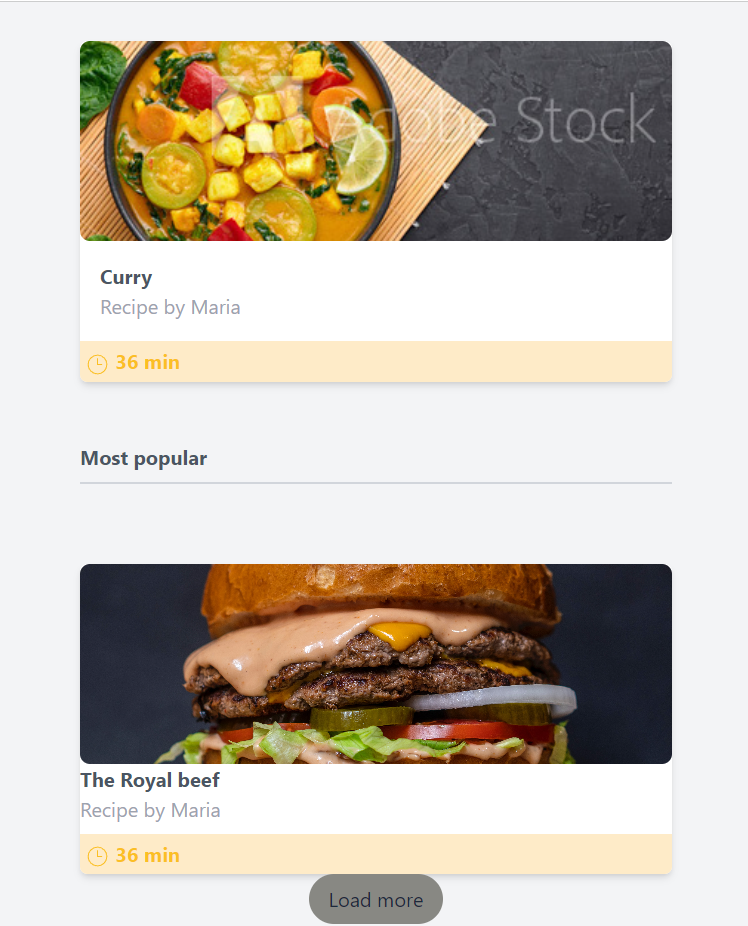 Adobe Stock
Curry
Recipe by Maria
36 min
Most popular
The Royal beef
Recipe by Maria
36 min
Load more